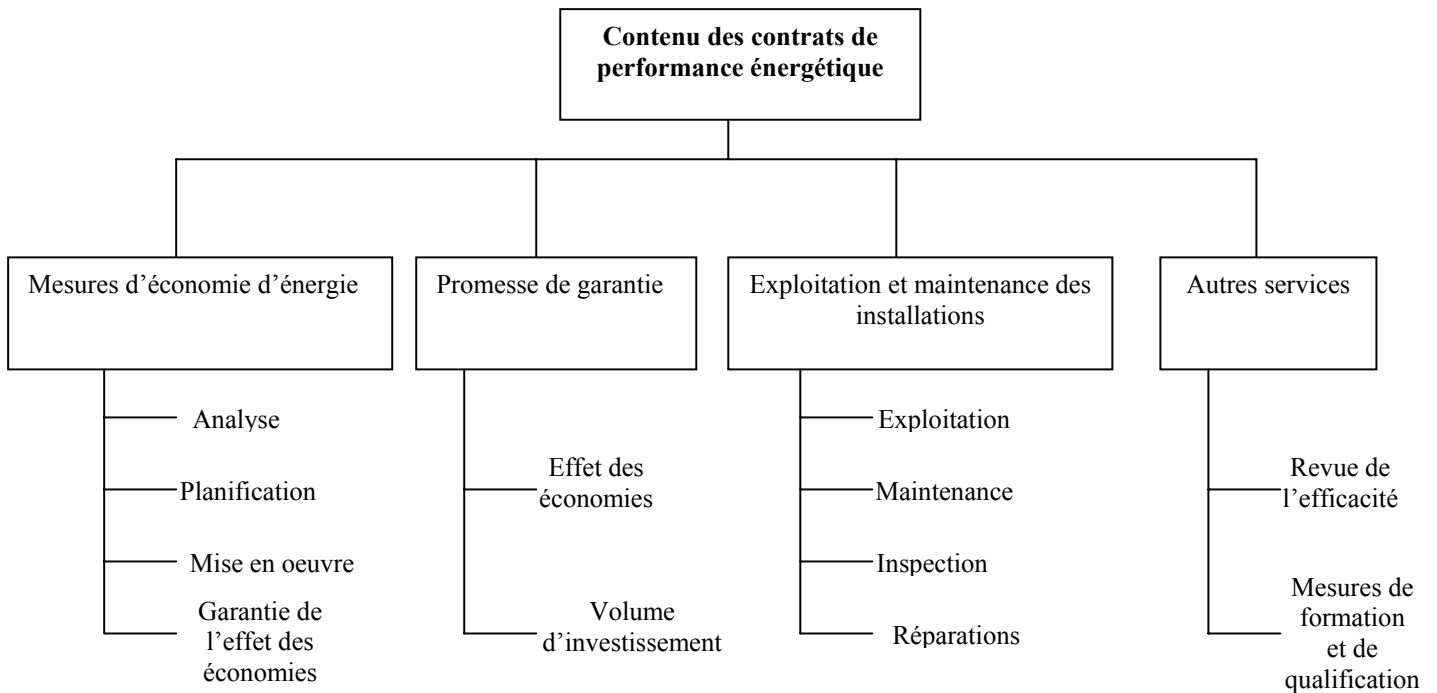 Contenu des contrats de
performance énergétique
Mesures d’économie d’énergie
Promesse de garantie
Exploitation et maintenance des
installations
Autres services
Analyse
Planification
Mise en oeuvre
Garantie de
l’effet des
économies
Effet des
économies
Volume
d’investissement
Exploitation
Maintenance
Inspection
Réparations
Revue de
l’efficacité
Mesures de
formation
et de
qualification